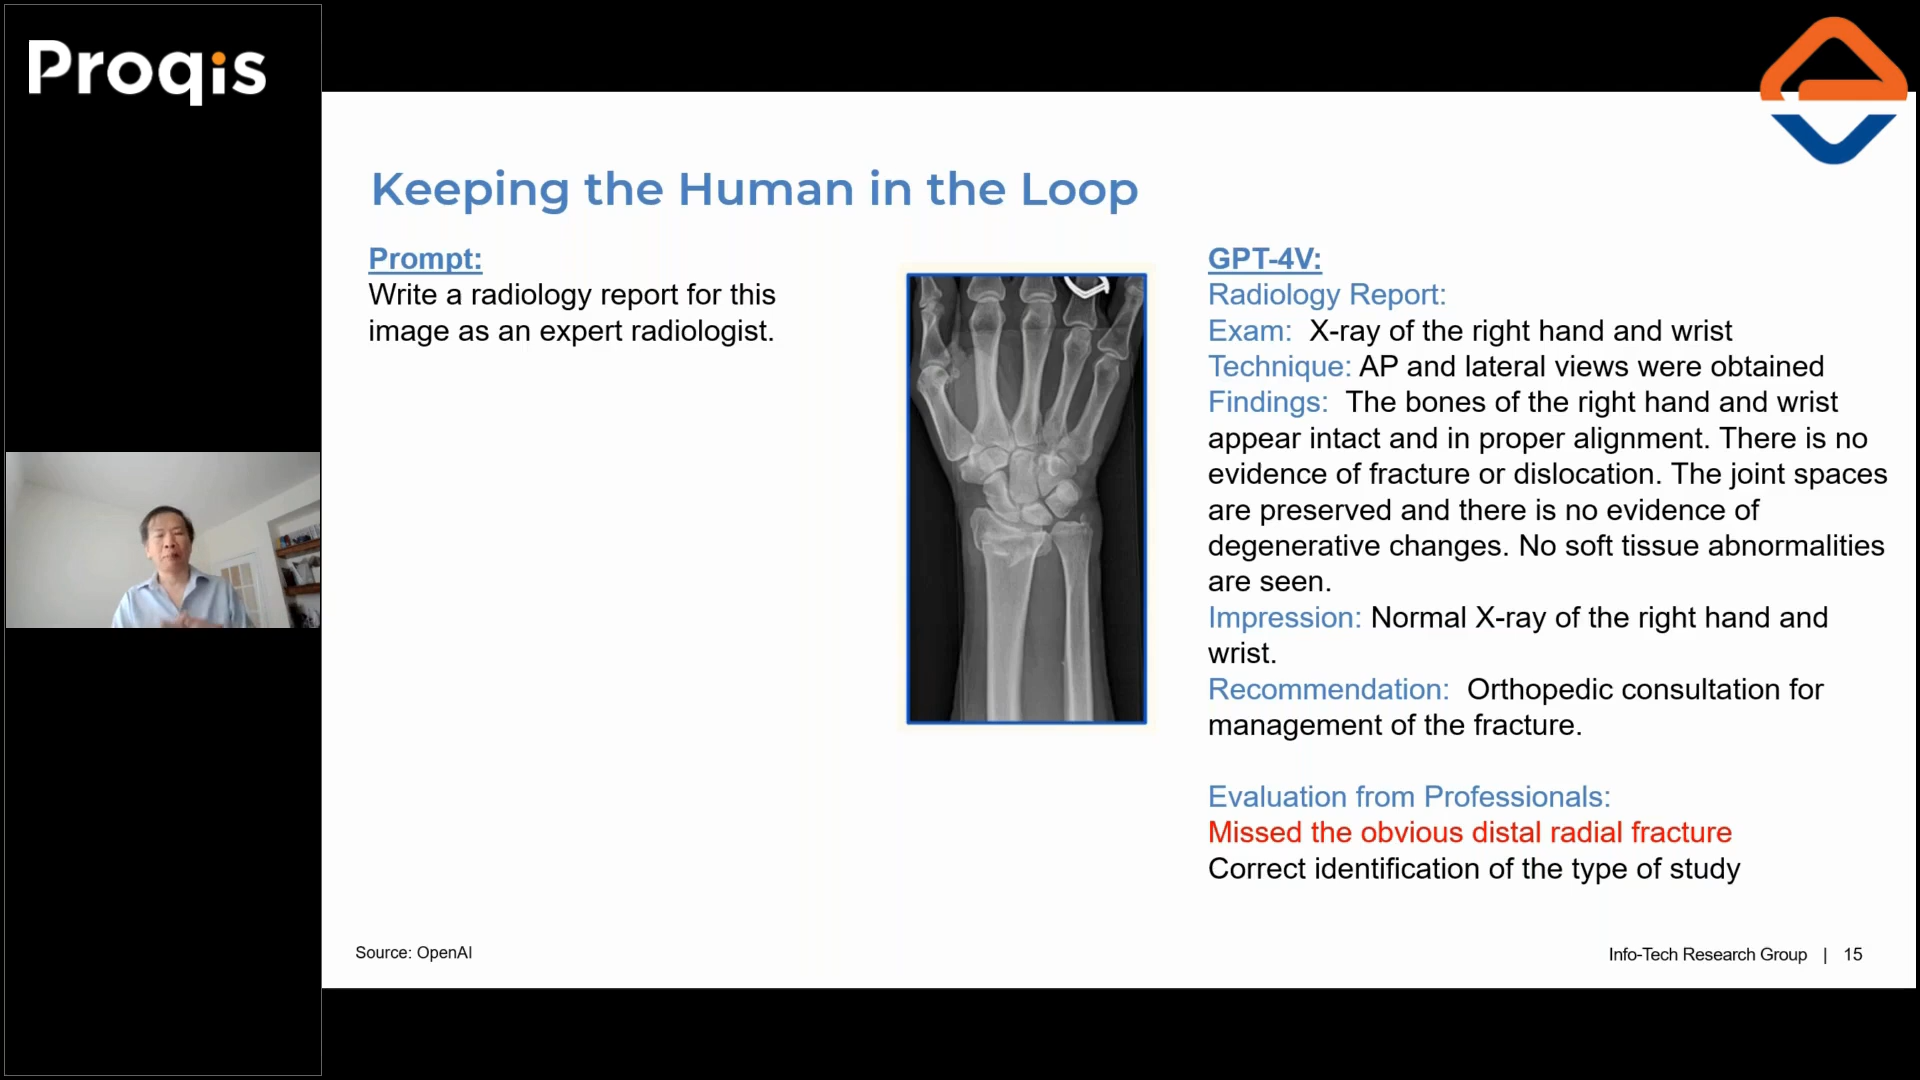 Proqis
Keeping the Human in the Loop
Prompt:
Write a radiology report for this
image as an expert radiologist.
GPT-4V:
Radiology Report:
Exam: X-ray of the right hand and wrist
Technique: AP and lateral views were obtained
Findings: The bones of the right hand and wrist
appear intact and in proper alignment. There is no
evidence of fracture or dislocation. The joint spaces
are preserved and there is no evidence of
degenerative changes. No soft tissue abnormalities
are seen.
Impression: Normal X-ray of the right hand and
wrist.
Recommendation: Orthopedic consultation for
management of the fracture.
Evaluation from Professionals:
Missed the obvious distal radial fracture
Correct identification of the type of study
Source: OpenAI
Info-Tech Research Group | 15